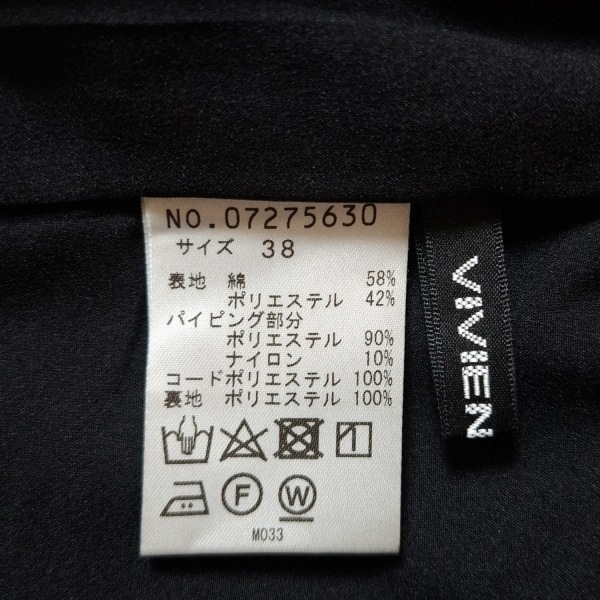 NO.07275630
サイズ 38
表地 綿 58%
ポリエステル 42%
パイピング部分
ポリエステル 90%
ナイロン 10%
コードポリエステル 100%
裏地 ポリエステル 100%
F W
M033
VIVIEN